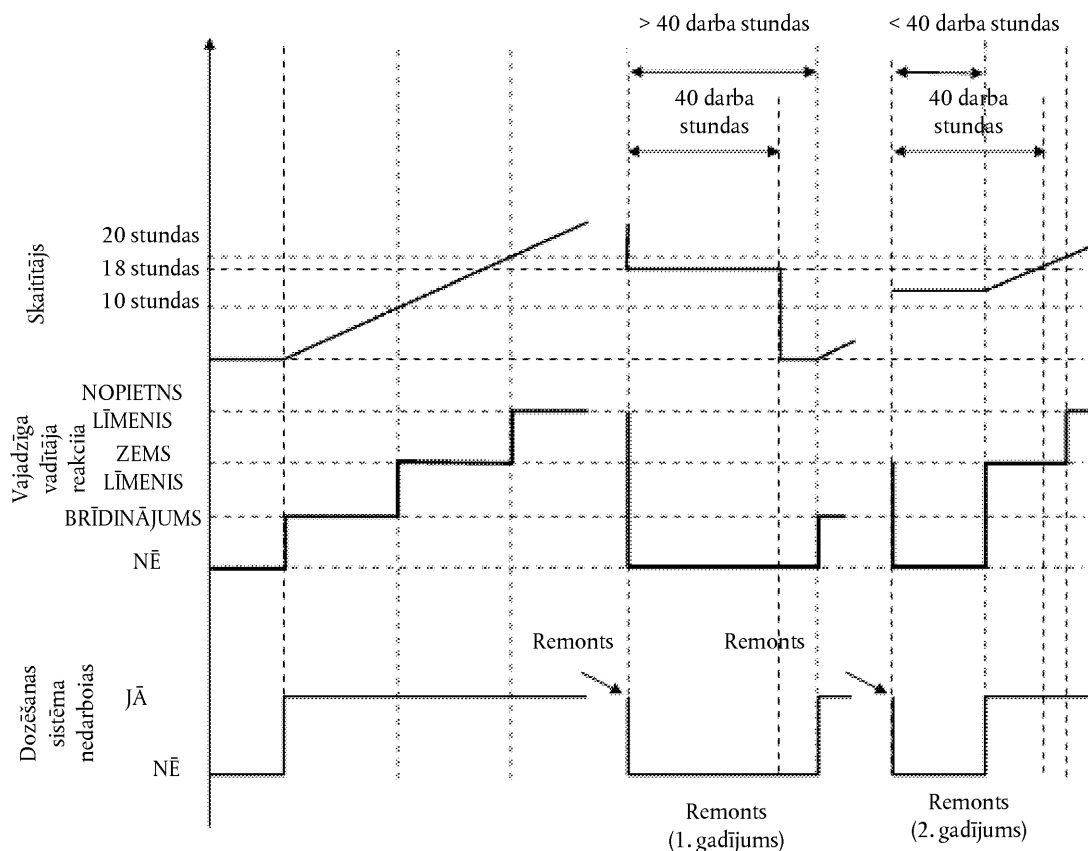 > 40 darba stundas
< 40 darba stundas
40 darba
stundas
40 darba
stundas
Skaitītājs
20 stundas
18 stundas
10 stundas
Vajadzīga
vadītāja
reakcija
NOPIETNS
LĪMENIS
ZEMS
LĪMENIS
BRĪDINĀJUMS
NĒ
Dozēšanas
sistēma
nedarbojas
JĀ
NĒ
Remonts
Remonts
Remonts
(1. gadījums)
Remonts
(2. gadījums)